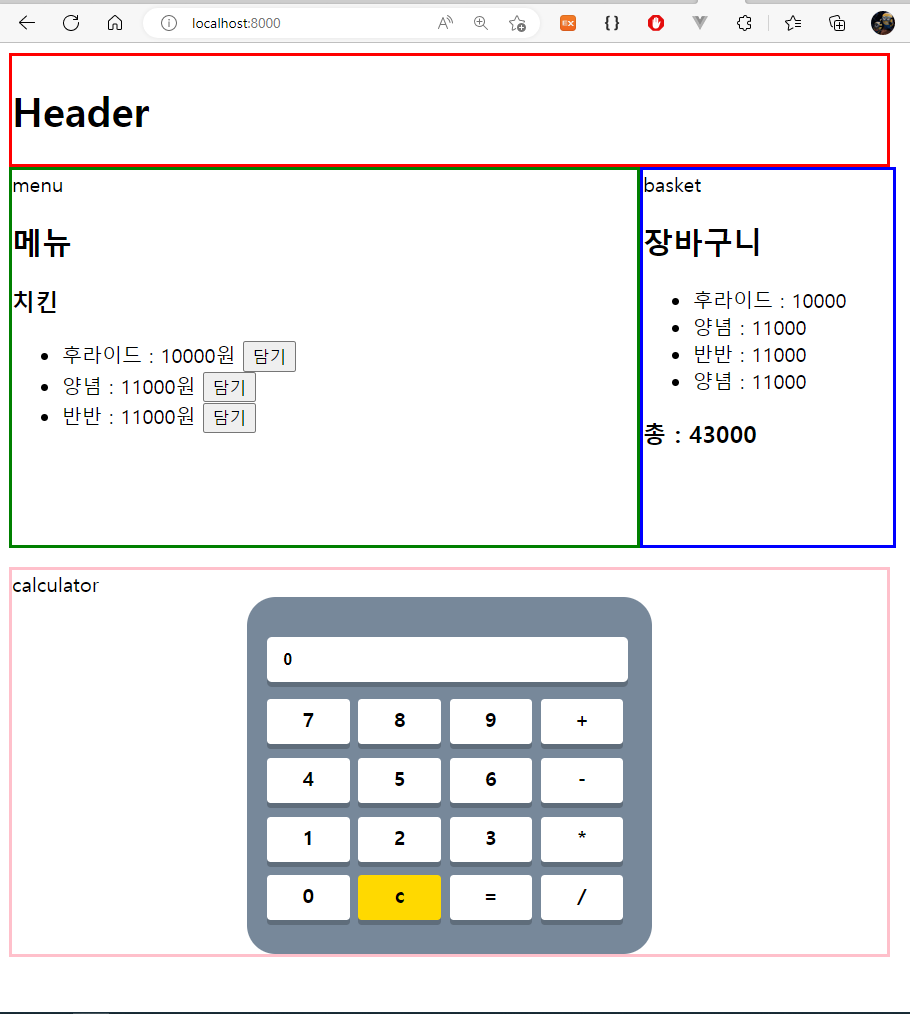 localhost:8000
Header
menu
메뉴
치킨
후라이드 : 10000원 담기
양념 : 11000원 담기
반반 : 11000원 담기
basket
장바구니
후라이드 : 10000
양념 : 11000
반반 : 11000
양념 : 11000
총 : 43000
calculator
0
7 8 9 +
4 5 6 -
1 2 3 *
0 c = /